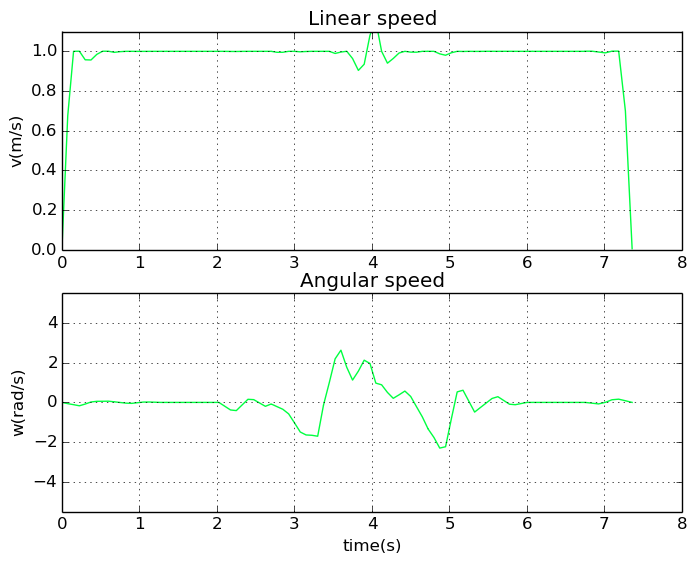 Linear speed
v(m/s)
1.0
0.8
0.6
0.4
0.2
0.0
0 1 2 3 4 5 6 7 8
Angular speed
w(rad/s)
4
2
0
−2
−4
0 1 2 3 4 5 6 7 8
time(s)